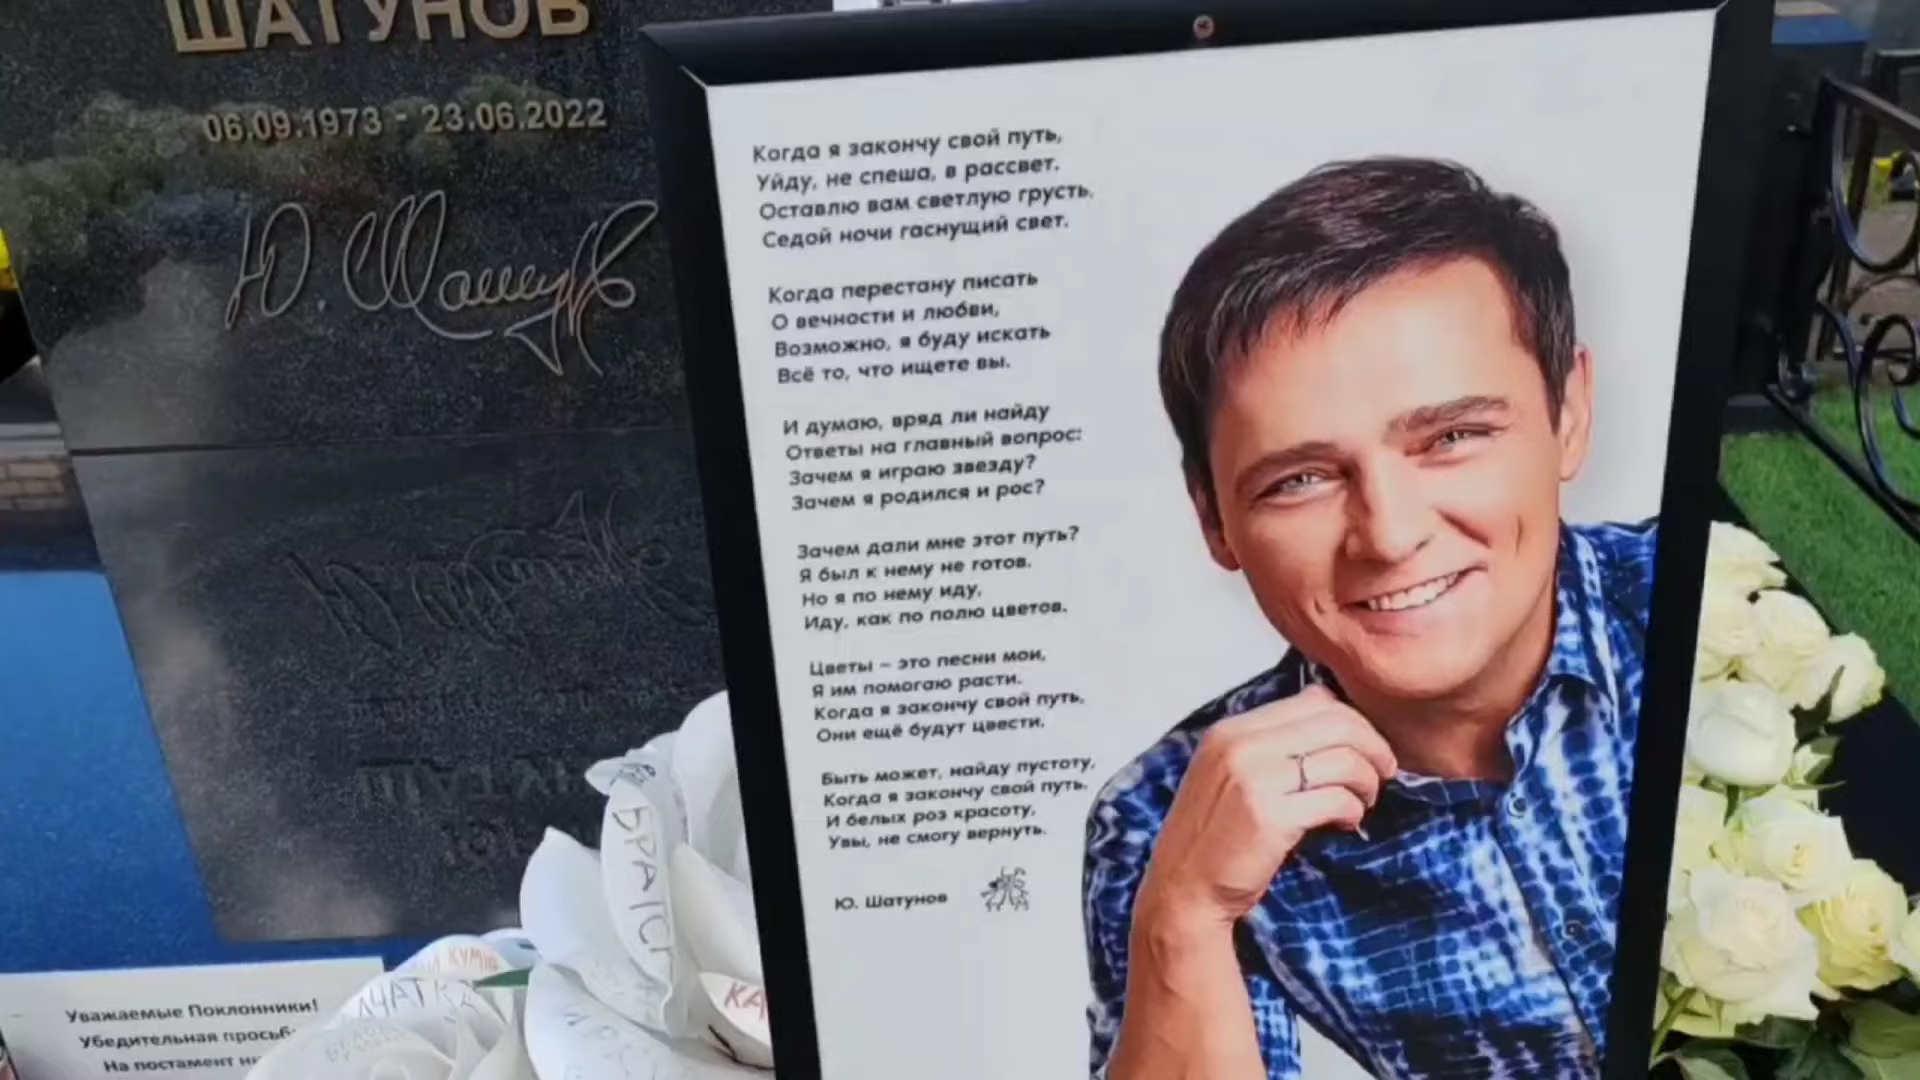 ШАТУНОВ
06.09.1973 - 23.06.2022
Ю. Шатунов
Когда я закончу свой путь,
Уйду, не спеша, в рассвет.
Оставлю вам светлую грусть,
Седой ночи гаснущий свет.
Когда перестану писать
О вечности и любви,
Возможно, я буду искать
Всё то, что ищете вы.
И думаю, вряд ли найду
Ответы на главный вопрос:
Зачем я играю звезду?
Зачем я родился и рос?
Зачем дали мне этот путь?
Я был к нему не готов.
Но я по нему иду,
Иду, как по полю цветов.
Цветы – это песни мои,
Я им помогаю расти.
Когда я закончу свой путь,
Они ещё будут цвести.
Быть может, найду пустоту,
Когда я закончу свой путь,
И белых роз красоту,
Увы, не смогу вернуть.
Ю. Шатунов
Уважаемые Поклонники!
Убедительная
На постамент